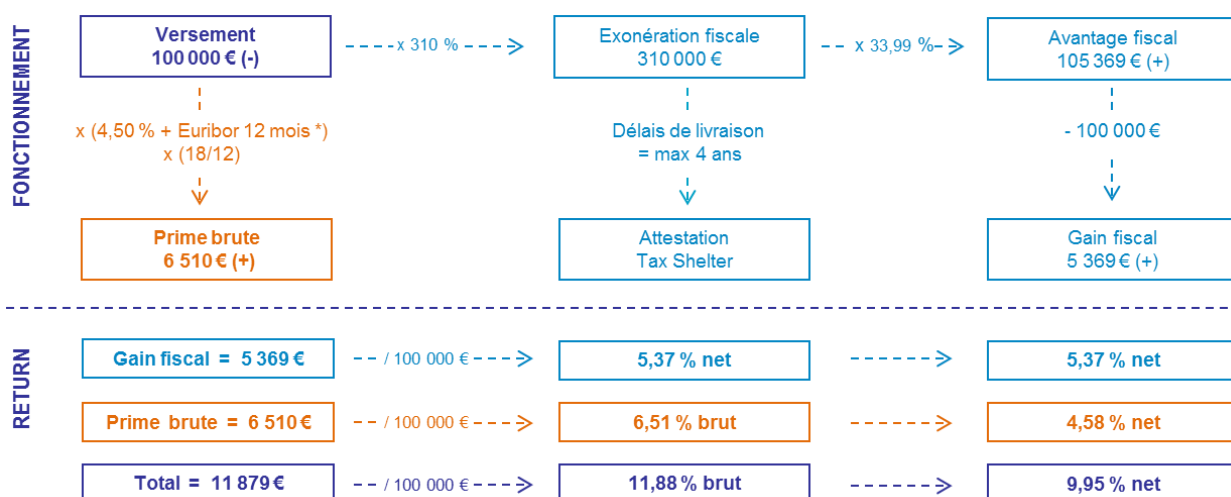 FONCTIONNEMENT
Versement
100 000 € (-)
x 310 %
Exonération fiscale
310 000 €
x 33,99 %
Avantage fiscal
105 369 € (+)
x (4,50 % + Euribor 12 mois *)
x (18/12)
Délais de livraison
= max 4 ans
- 100 000 €
Prime brute
6 510 € (+)
Attestation
Tax Shelter
Gain fiscal
5 369 € (+)
RETURN
Gain fiscal = 5 369 €
/ 100 000 €
5,37 % net
5,37 % net
Prime brute = 6 510 €
/ 100 000 €
6,51 % brut
4,58 % net
Total = 11 879 €
/ 100 000 €
11,88 % brut
9,95 % net